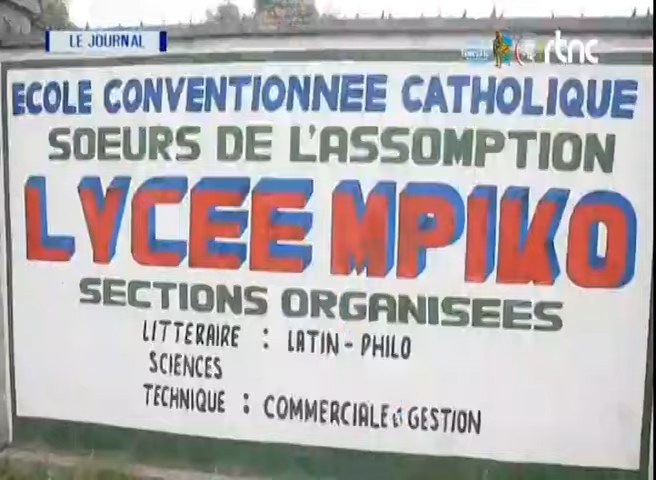 LE JOURNAL
rtnc
ECOLE CONVENTIONNEE CATHOLIQUE
SOEURS DE L'ASSOMPTION
LYCEE MPIKO
SECTIONS ORGANISEES
LITTERAIRE : LATIN - PHILO
SCIENCES
TECHNIQUE : COMMERCIALE & GESTION